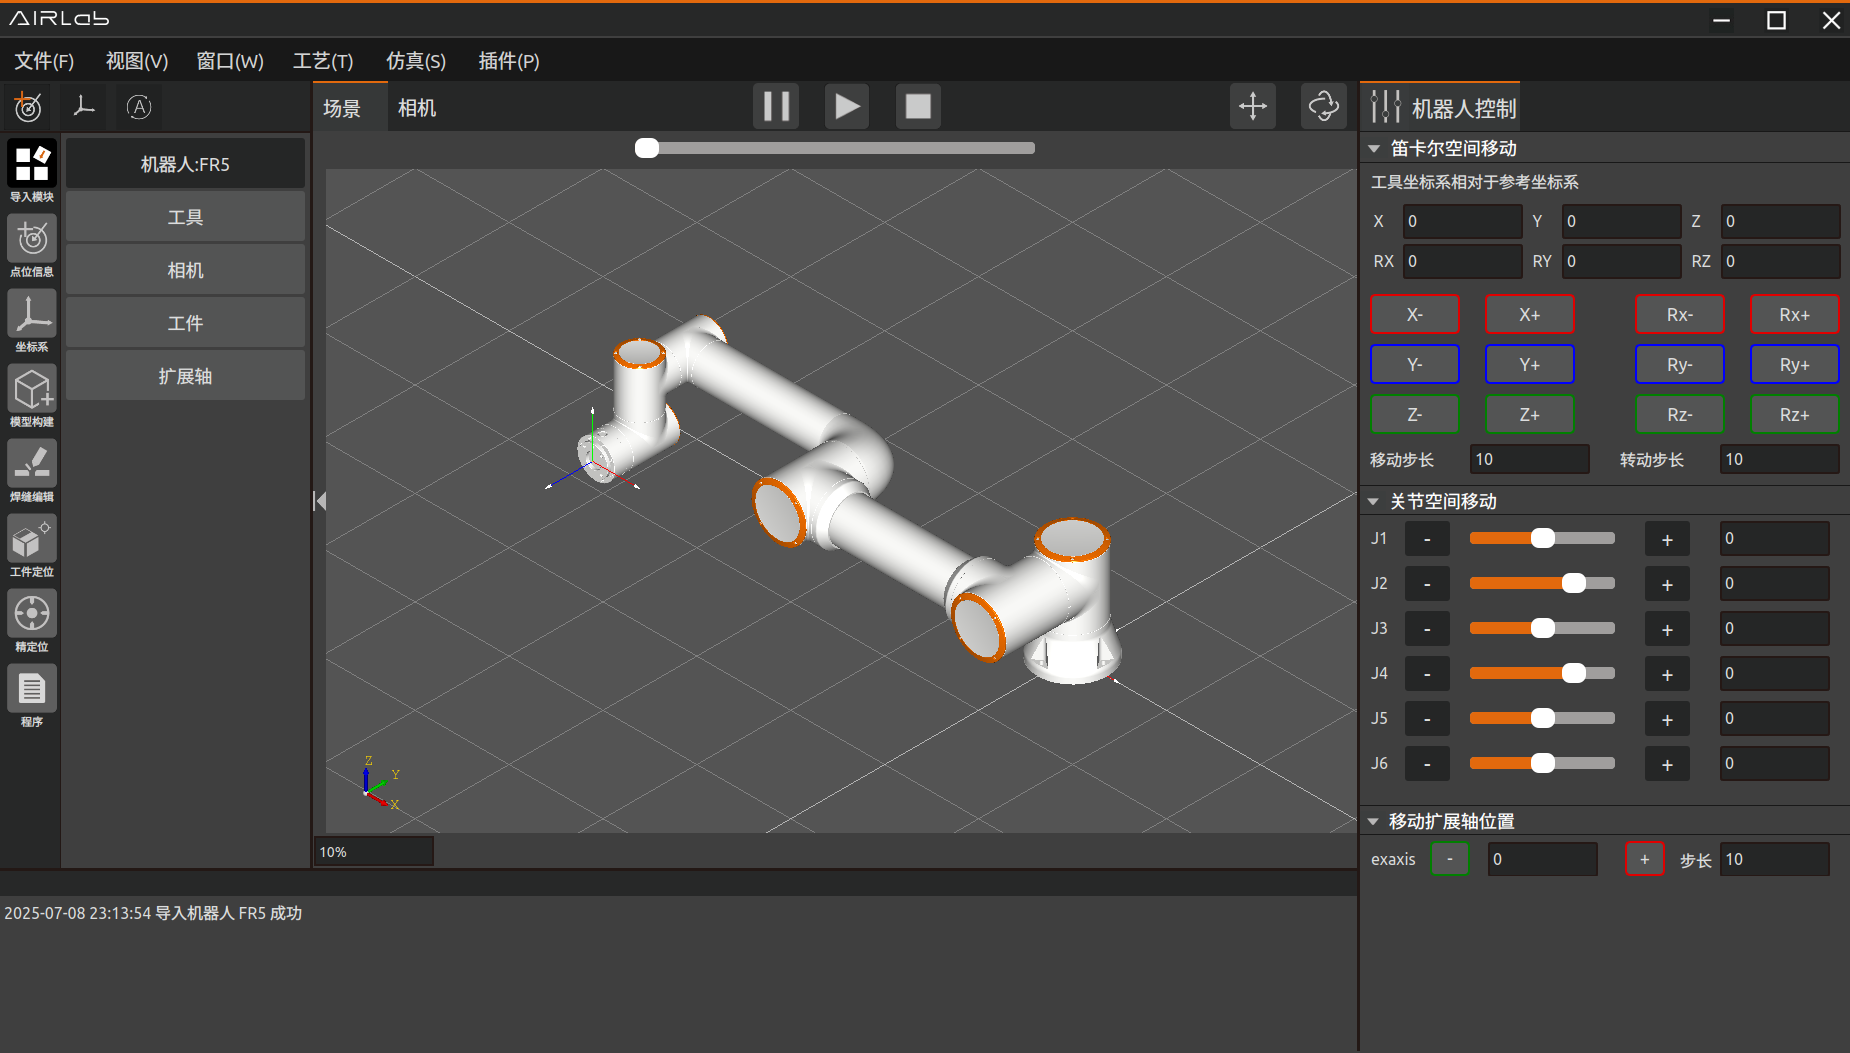 AIRLab
文件(F) 视图(V) 窗口(W) 工艺(T) 仿真(S) 插件(P)
A
场景 相机
导入模块
点位信息
坐标系
模型构建
焊缝编辑
工件定位
精定位
程序
机器人:FR5
工具
相机
工件
扩展轴
Z
Y
X
10%
2025-07-08 23:13:54 导入机器人 FR5 成功
机器人控制
笛卡尔空间移动
工具坐标系相对于参考坐标系
X 0 Y 0 Z 0
RX 0 RY 0 RZ 0
X- X+ Rx- Rx+
Y- Y+ Ry- Ry+
Z- Z+ Rz- Rz+
移动步长 10 转动步长 10
关节空间移动
J1 - + 0
J2 - + 0
J3 - + 0
J4 - + 0
J5 - + 0
J6 - + 0
移动扩展轴位置
exaxis - 0 + 步长 10